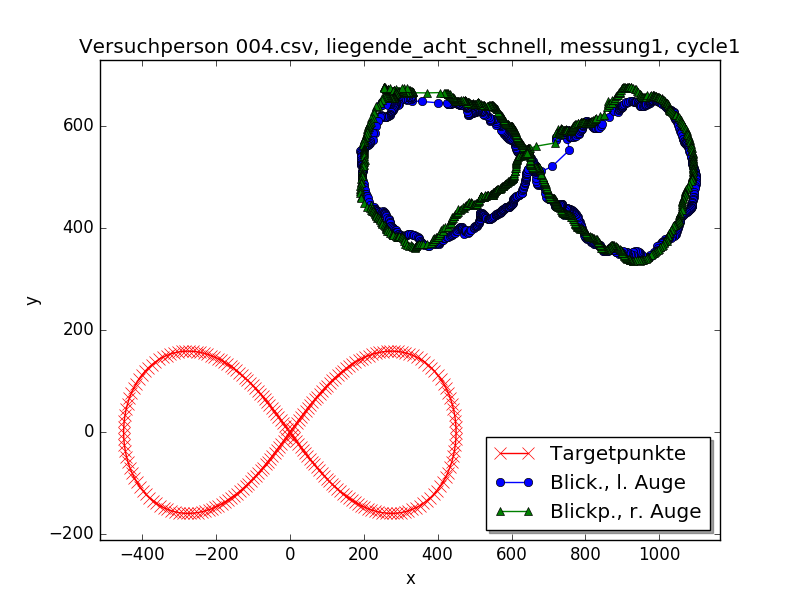 Versuchperson 004.csv, liegende_acht_schnell, messung1, cycle1
600
400
200
0
−200
y
−400
−200
0
200
400
600
800
1000
x
Targetpunkte
Blick., l. Auge
Blickp., r. Auge